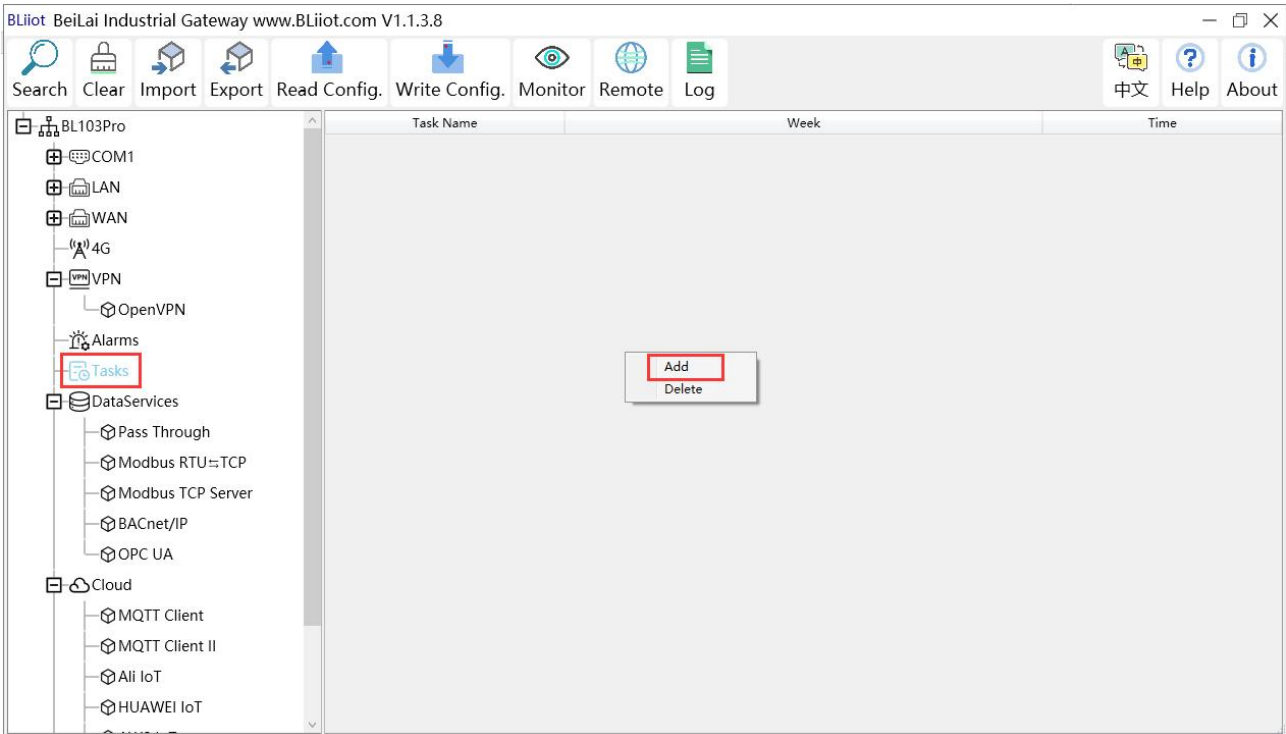 BLiiot BeiLai Industrial Gateway www.BLiiot.com V1.1.3.8
Search Clear Import Export Read Config. Write Config. Monitor Remote Log 中文 Help About
BL103Pro
COM1
LAN
WAN
4G
VPN
OpenVPN
Alarms
Tasks
DataServices
Pass Through
Modbus RTU⇆TCP
Modbus TCP Server
BACnet/IP
OPC UA
Cloud
MQTT Client
MQTT Client II
Ali IoT
HUAWEI IoT
Task Name Week Time
Add
Delete